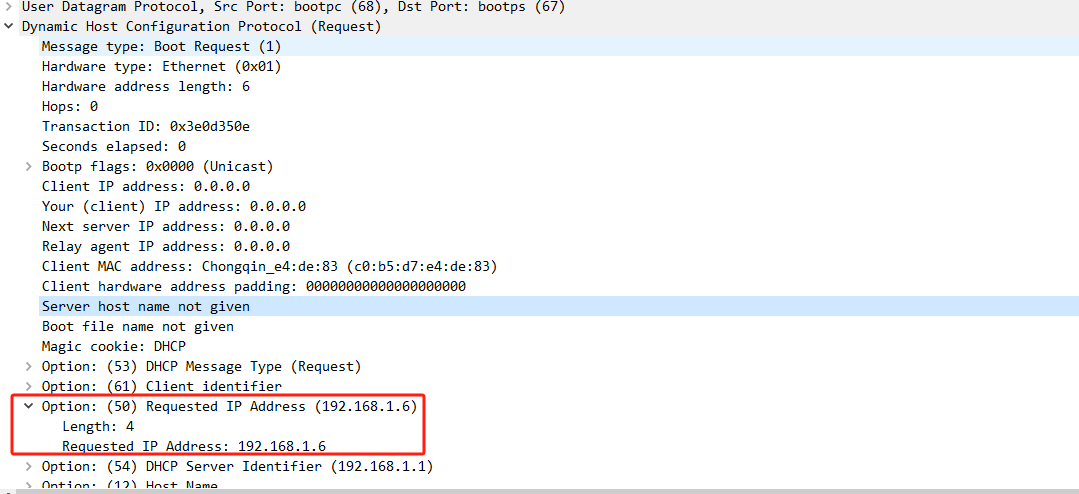 User Datagram Protocol, Src Port: bootpc (68), Dst Port: bootps (67)
Dynamic Host Configuration Protocol (Request)
Message type: Boot Request (1)
Hardware type: Ethernet (0x01)
Hardware address length: 6
Hops: 0
Transaction ID: 0x3e0d350e
Seconds elapsed: 0
Bootp flags: 0x0000 (Unicast)
Client IP address: 0.0.0.0
Your (client) IP address: 0.0.0.0
Next server IP address: 0.0.0.0
Relay agent IP address: 0.0.0.0
Client MAC address: Chongqin_e4:de:83 (c0:b5:d7:e4:de:83)
Client hardware address padding: 00000000000000000000
Server host name not given
Boot file name not given
Magic cookie: DHCP
Option: (53) DHCP Message Type (Request)
Option: (61) Client identifier
Option: (50) Requested IP Address (192.168.1.6)
Length: 4
Requested IP Address: 192.168.1.6
Option: (54) DHCP Server Identifier (192.168.1.1)
Option: (12) Host Name